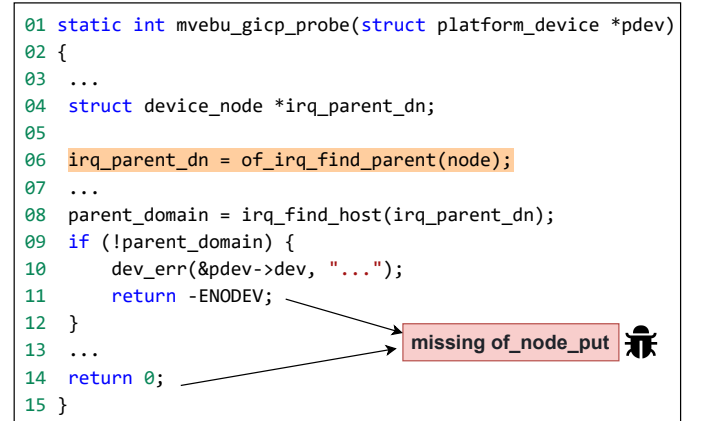 01 static int mvebu_gicp_probe(struct platform_device *pdev)
02 {
03 ...
04 struct device_node *irq_parent_dn;
05
06 irq_parent_dn = of_irq_find_parent(node);
07 ...
08 parent_domain = irq_find_host(irq_parent_dn);
09 if (!parent_domain) {
10 dev_err(&pdev->dev, "...");
11 return -ENODEV;
12 }
missing of_node_put
13 ...
14 return 0;
15 }